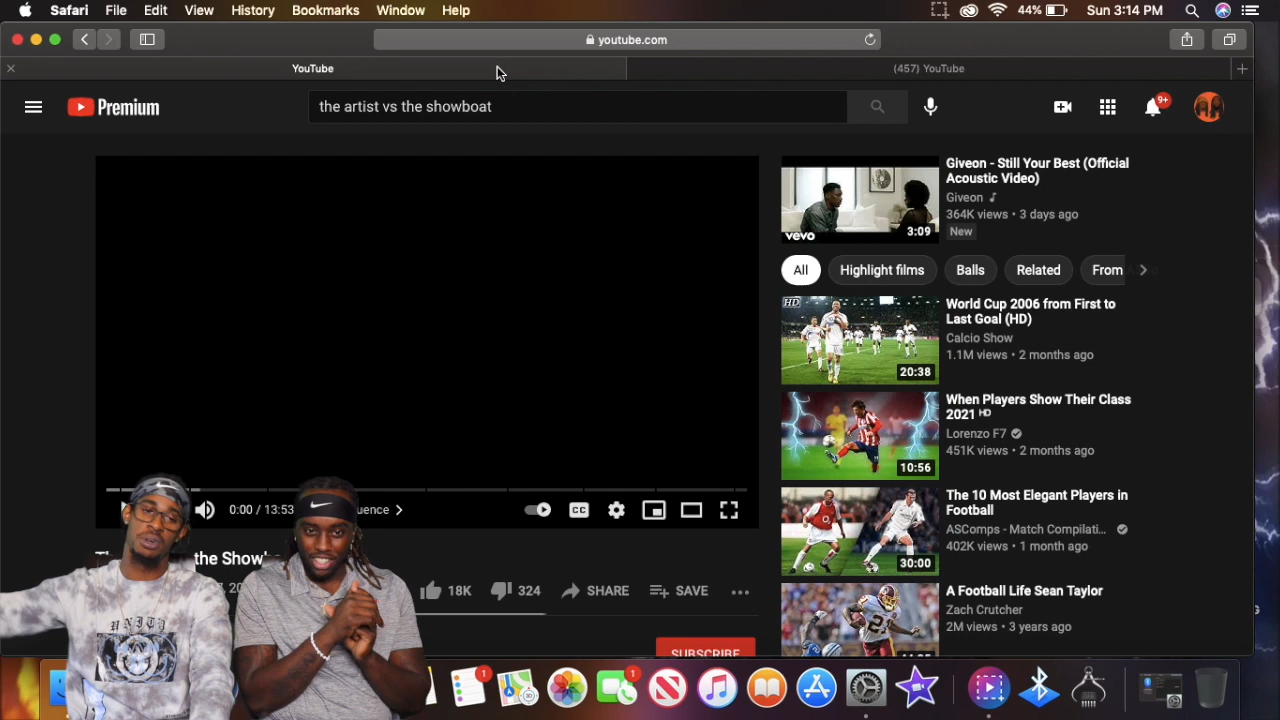 Safari File Edit View History Bookmarks Window Help 44% Sun 3:14 PM
youtube.com
YouTube (457) YouTube
Premium the artist vs the showboat 9+
Giveon - Still Your Best (Official
Acoustic Video)
Giveon
364K views • 3 days ago
New
vevo 3:09
All Highlight films Balls Related From
HD
World Cup 2006 from First to
Last Goal (HD)
Calcio Show
1.1M views • 2 months ago
20:38
When Players Show Their Class
2021 HD
Lorenzo F7
451K views • 2 months ago
10:56
The 10 Most Elegant Players in
Football
ASComps - Match Compilati...
402K views • 1 month ago
30:00
A Football Life Sean Taylor
Zach Crutcher
2M views • 3 years ago
0:00 / 13:53 CC
the Showb
18K 324 SHARE SAVE
SUBSCRIBE
UNITÀ
1 1